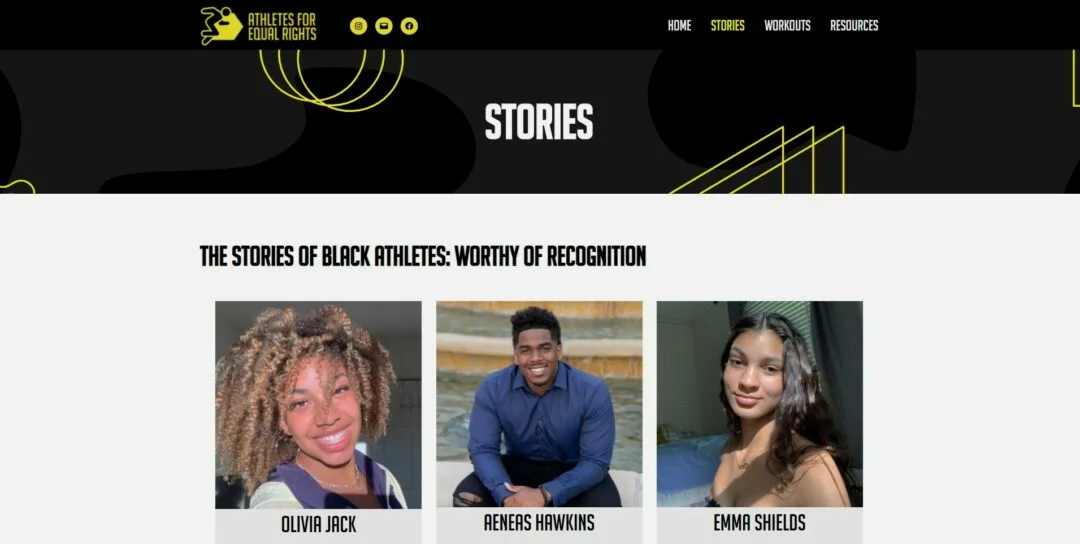 ATHLETES FOR
EQUAL RIGHTS
HOME STORIES WORKOUTS RESOURCES
STORIES
THE STORIES OF BLACK ATHLETES: WORTHY OF RECOGNITION
OLIVIA JACK
AENEAS HAWKINS
EMMA SHIELDS